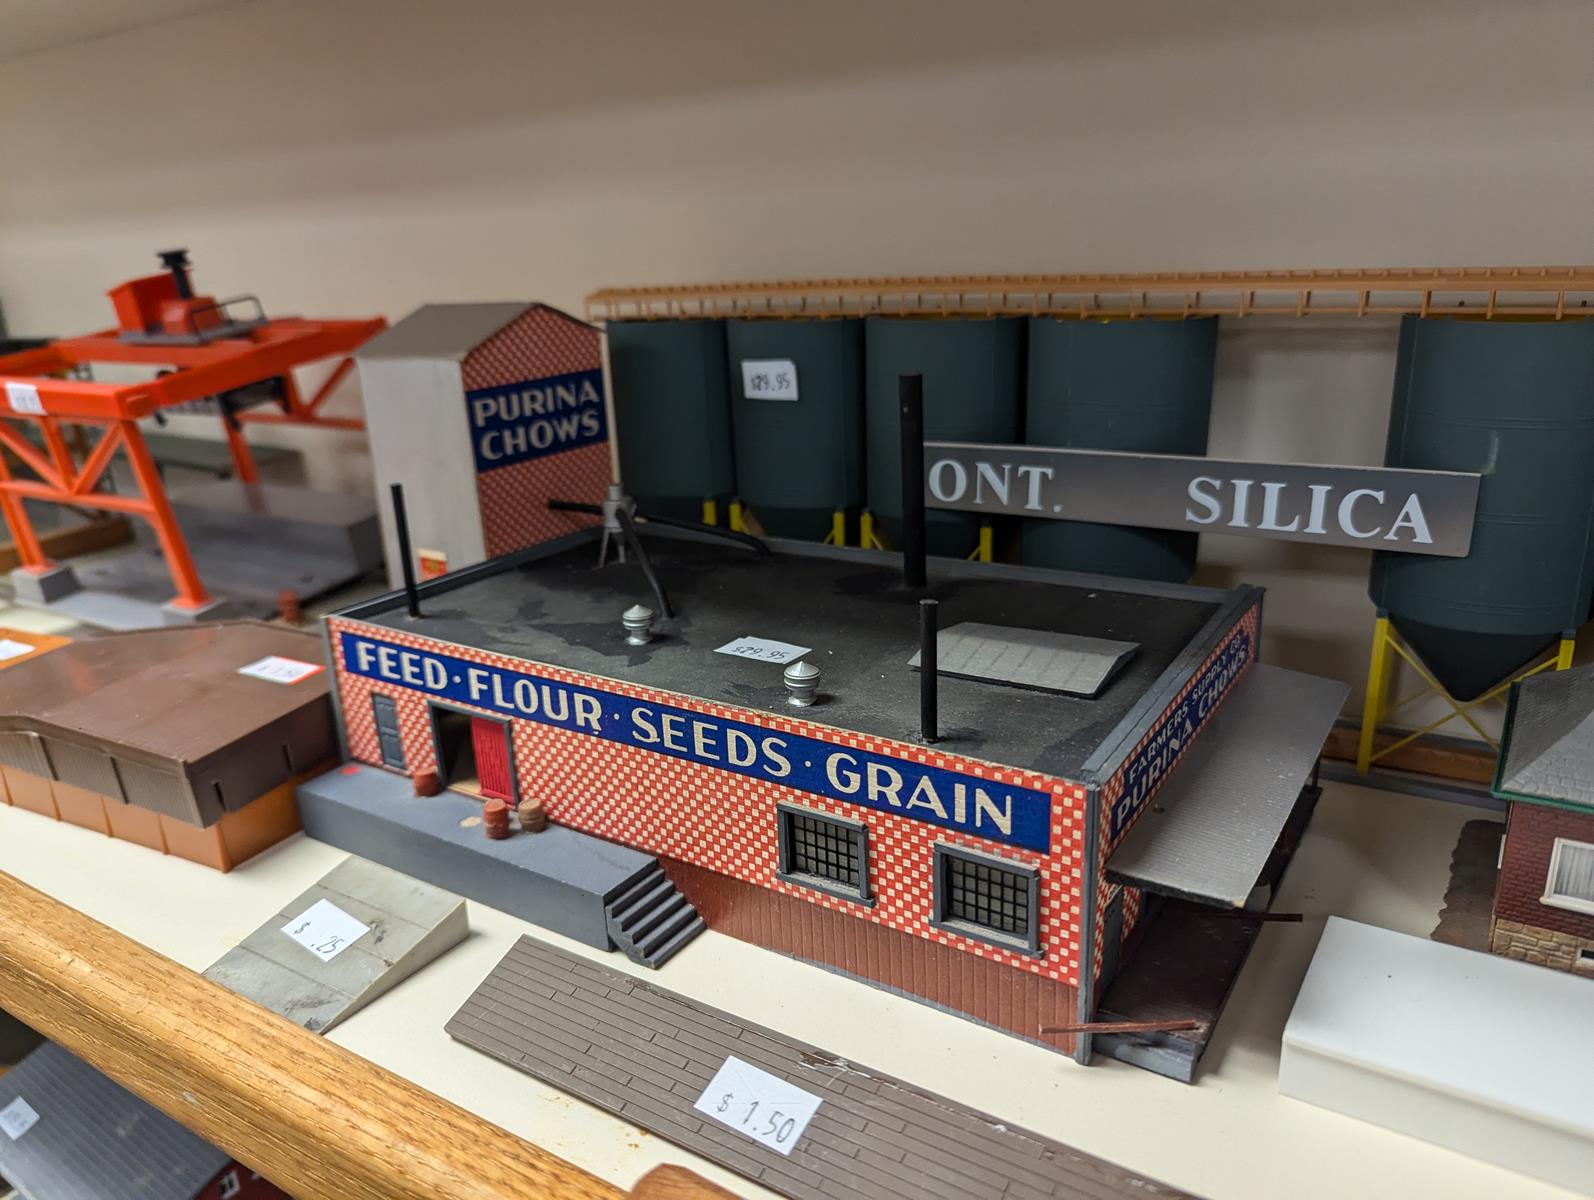 PURINA
CHOWS
$29.95
ONT. SILICA
$29.95
FEED · FLOUR · SEEDS · GRAIN
FARMERS SUPPLY CO.
PURINA CHOWS
$ .25
$ 1.50